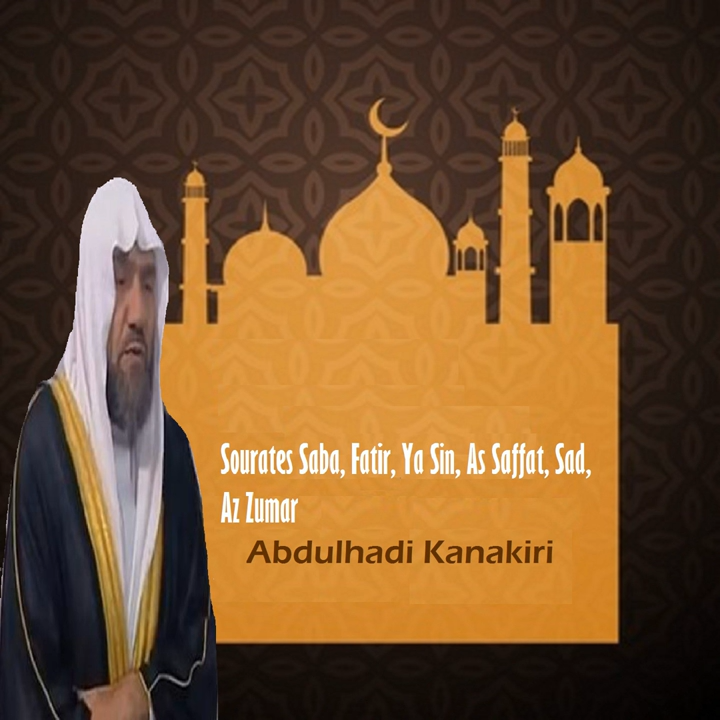 Sourates Saba, Fatir, Ya Sin, As Saffat, Sad,
Az Zumar
Abdulhadi Kanakiri